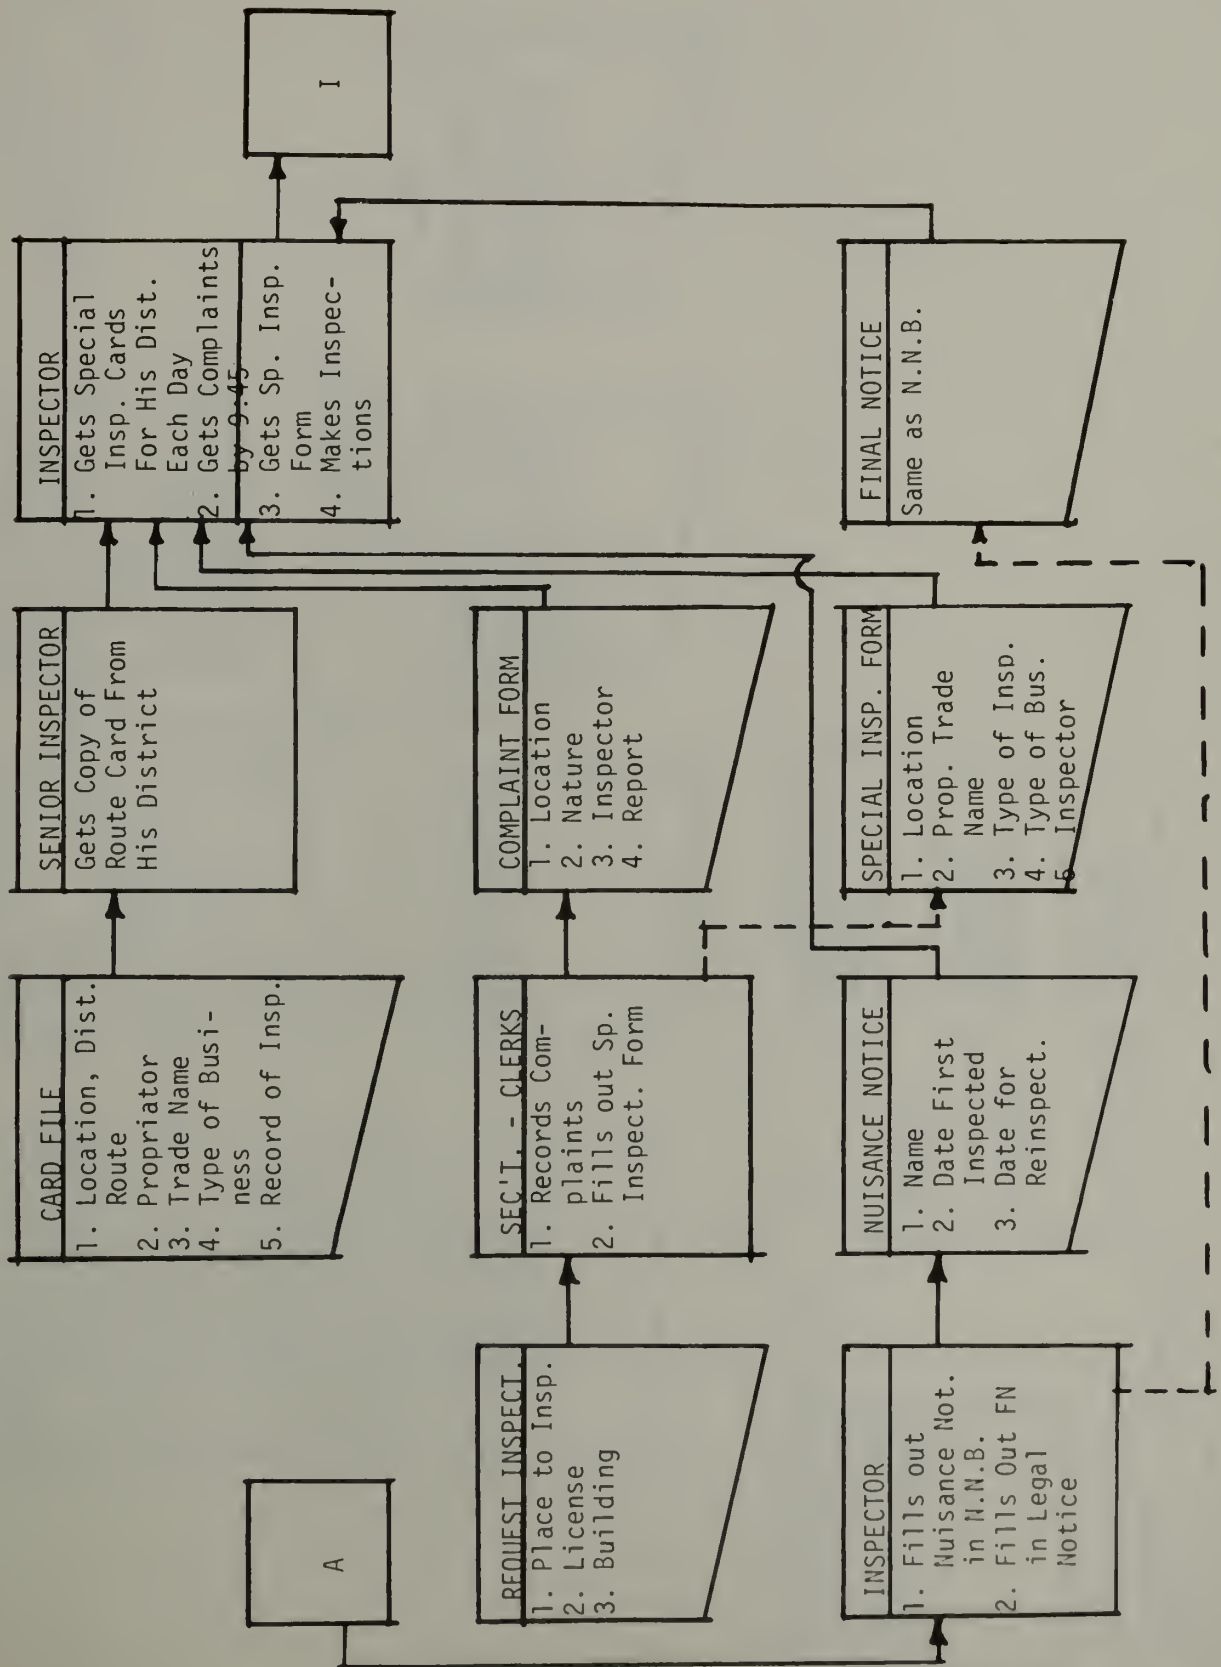 A
CARD FILE
1. Location, Dist.
Route
2. Propriator
3. Trade Name
4. Type of Busi-
ness
5. Record of Insp.
SENIOR INSPECTOR
Gets Copy of
Route Card From
His District
INSPECTOR
1. Gets Special
Insp. Cards
For His Dist.
Each Day
2. Gets Complaints
by 9:45
3. Gets Sp. Insp.
Form
4. Makes Inspec-
tions
I
REQUEST INSPECT.
1. Place to Insp.
2. License
3. Building
SEC'T. - CLERKS
1. Records Com-
plaints
2. Fills out Sp.
Inspect. Form
COMPLAINT FORM
1. Location
2. Nature
3. Inspector
4. Report
INSPECTOR
1. Fills out
Nuisance Not.
in N.N.B.
2. Fills Out FN
in Legal
Notice
NUISANCE NOTICE
1. Name
2. Date First
Inspected
3. Date for
Reinspect.
SPECIAL INSP. FORM
1. Location
2. Prop. Trade
Name
3. Type of Insp.
4. Type of Bus.
5. Inspector
FINAL NOTICE
Same as N.N.B.